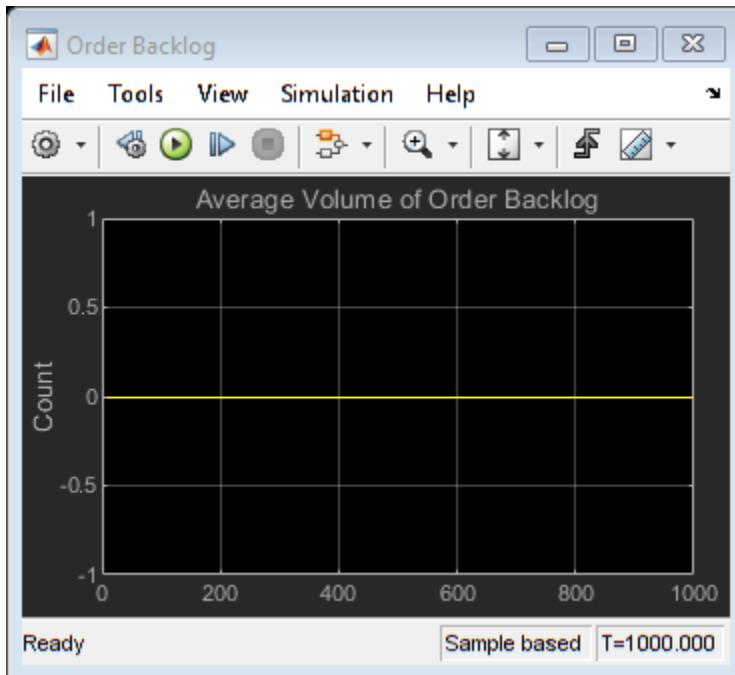 Order Backlog
File Tools View Simulation Help
Average Volume of Order Backlog
1
0.5
0
-0.5
-1
Count
0 200 400 600 800 1000
Ready Sample based T=1000.000